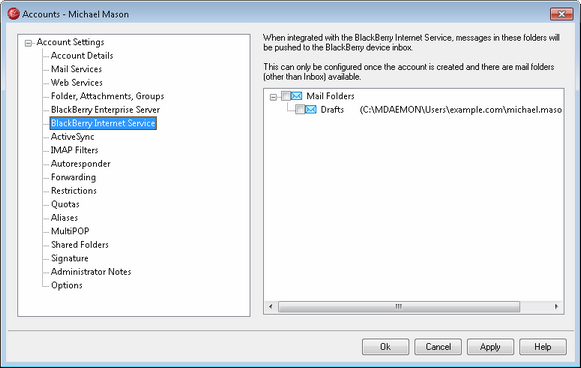 Accounts - Michael Mason
Account Settings
Account Details
Mail Services
Web Services
Folder, Attachments, Groups
BlackBerry Enterprise Server
BlackBerry Internet Service
ActiveSync
IMAP Filters
Autoresponder
Forwarding
Restrictions
Quotas
Aliases
MultiPOP
Shared Folders
Signature
Administrator Notes
Options
When integrated with the BlackBerry Internet Service, messages in these folders will
be pushed to the BlackBerry device inbox.
This can only be configured once the account is created and there are mail folders
(other than Inbox) available.
Mail Folders
Drafts (C:\MDAEMON\Users\example.com\michael.maso
Ok Cancel Apply Help